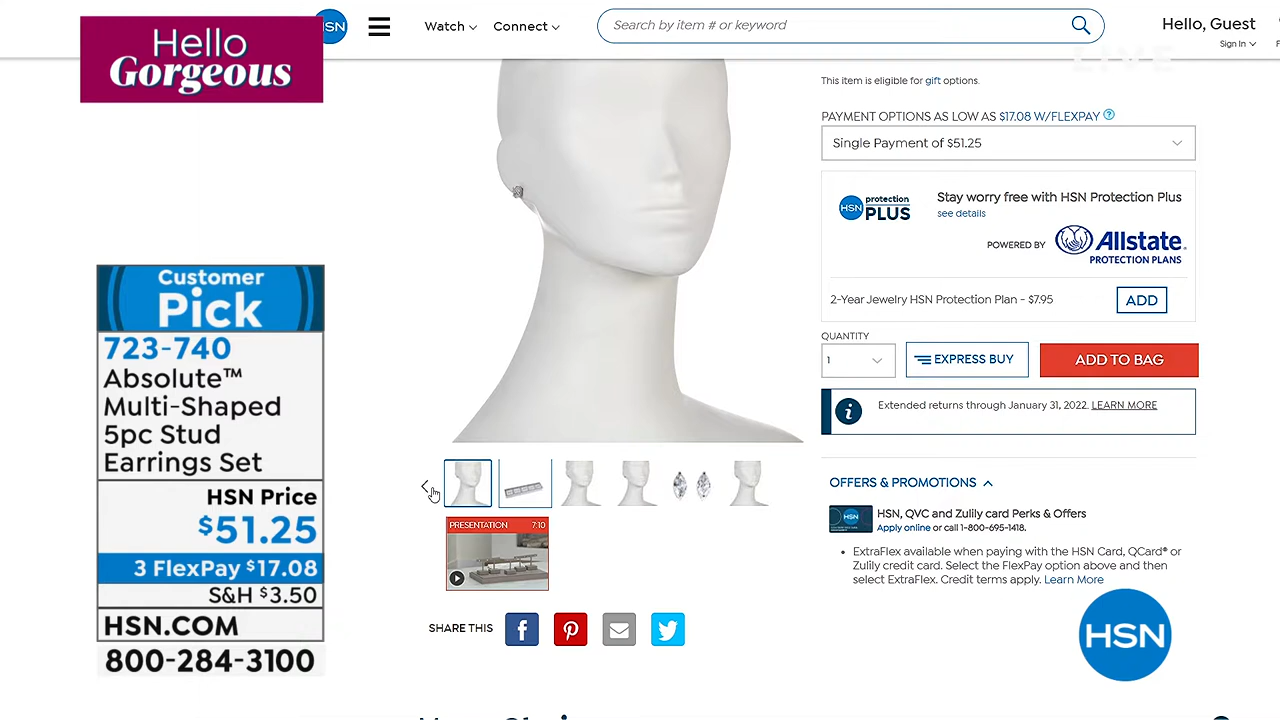 Hello
Gorgeous
HSN
Watch
Connect
Search by item # or keyword
Hello, Guest
Sign In
LIVE
This item is eligible for gift options.
PAYMENT OPTIONS AS LOW AS $17.08 W/FLEXPAY ?
Single Payment of $51.25
HSN protection PLUS
Stay worry free with HSN Protection Plus
see details
POWERED BY Allstate.
PROTECTION PLANS
2-Year Jewelry HSN Protection Plan - $7.95
ADD
QUANTITY
1
EXPRESS BUY
ADD TO BAG
Extended returns through January 31, 2022. LEARN MORE
OFFERS & PROMOTIONS
HSN, QVC and Zulily card Perks & Offers
Apply online or call 1-800-695-1418.
• ExtraFlex available when paying with the HSN Card, QCard® or
Zulily credit card. Select the FlexPay option above and then
select ExtraFlex. Credit terms apply. Learn More
Customer
Pick
723-740
Absolute™
Multi-Shaped
5pc Stud
Earrings Set
HSN Price
$51.25
3 FlexPay $17.08
S&H $3.50
HSN.COM
800-284-3100
PRESENTATION 7:10
SHARE THIS
HSN